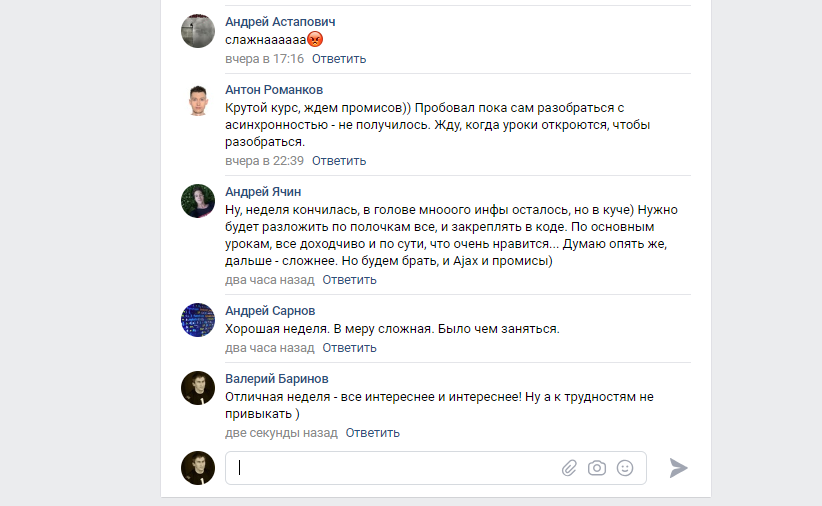 Андрей Астапович
слажнаааааа😡
вчера в 17:16 Ответить
Антон Романков
Крутой курс, ждем промисов)) Пробовал пока сам разобраться с
асинхронностью - не получилось. Жду, когда уроки откроются, чтобы
разобраться.
вчера в 22:39 Ответить
Андрей Ячин
Ну, неделя кончилась, в голове мнооого инфы осталось, но в куче) Нужно
будет разложить по полочкам все, и закреплять в коде. По основным
урокам, все доходчиво и по сути, что очень нравится... Думаю опять же,
дальше - сложнее. Но будем брать, и Ajax и промисы)
два часа назад Ответить
Андрей Сарнов
Хорошая неделя. В меру сложная. Было чем заняться.
два часа назад Ответить
Валерий Баринов
Отличная неделя - все интереснее и интереснее! Ну а к трудностям не
привыкать )
две секунды назад Ответить